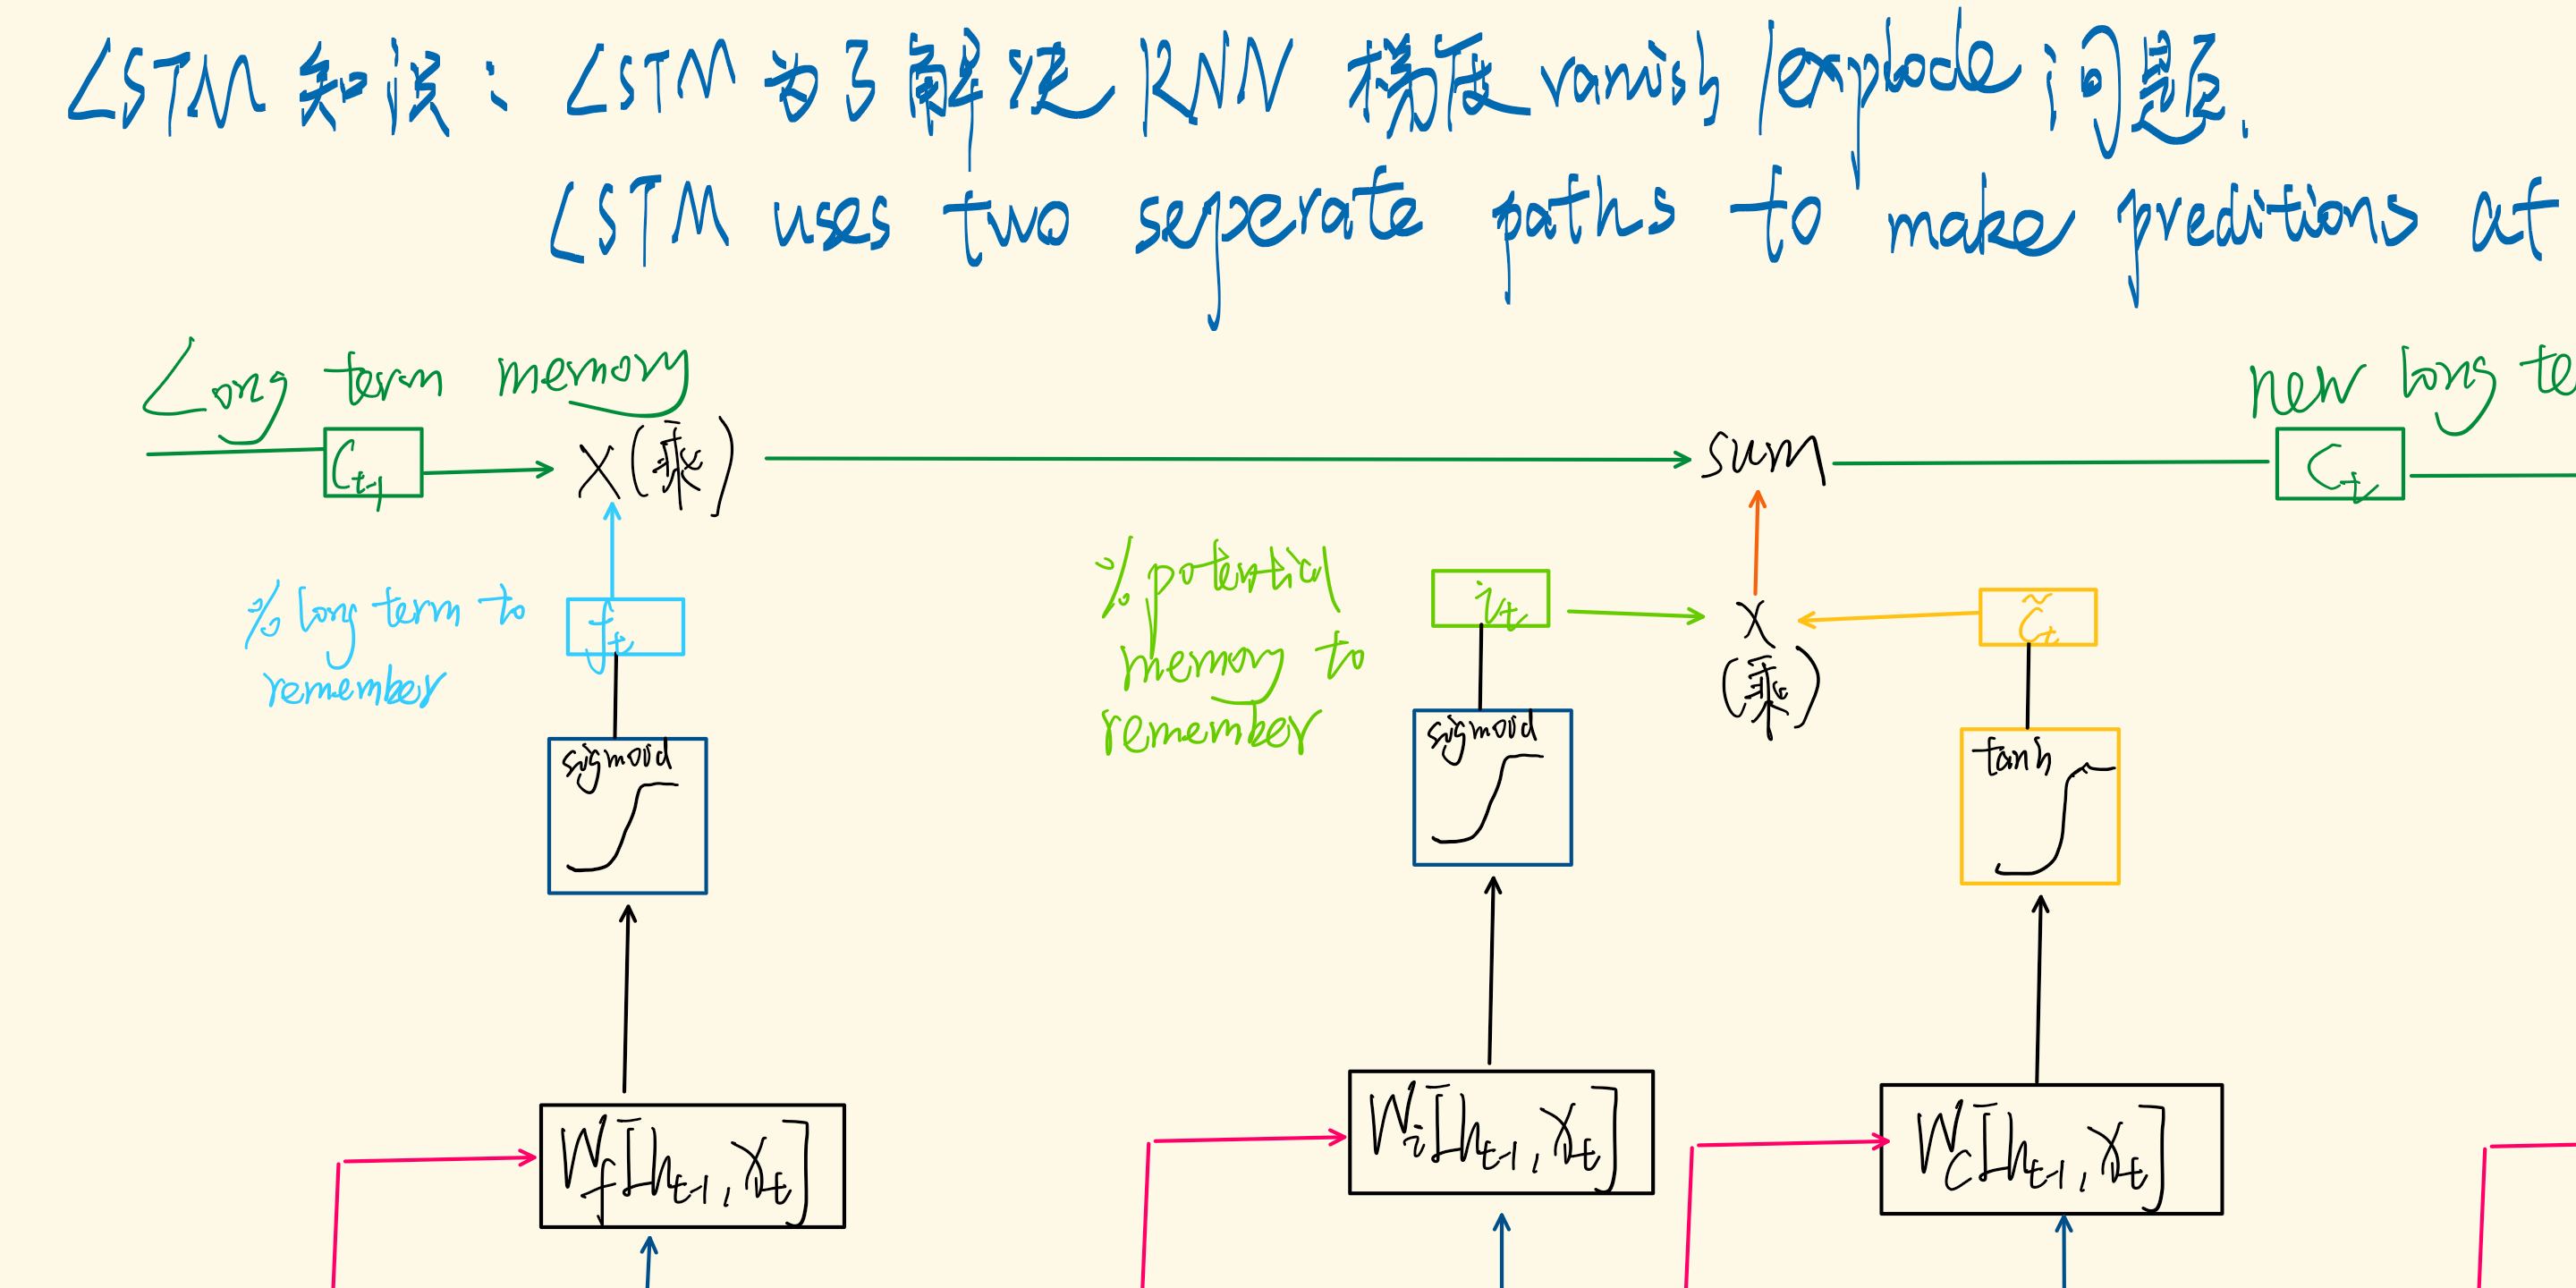 LSTM 知识： LSTM 为了解决 RNN 梯度 vanish / explode 问题.
LSTM uses two seperate paths to make preditions at
Long term memory
new long te
C_{t-1}
X (乘)
sum
C_t
% long term to
remember
f_t
% potential
memory to
remember
i_t
X
(乘)
C̃_t
sigmoid
sigmoid
tanh
W_f [h_{t-1}, X_t]
W_i [h_{t-1}, X_t]
W_C [h_{t-1}, X_t]